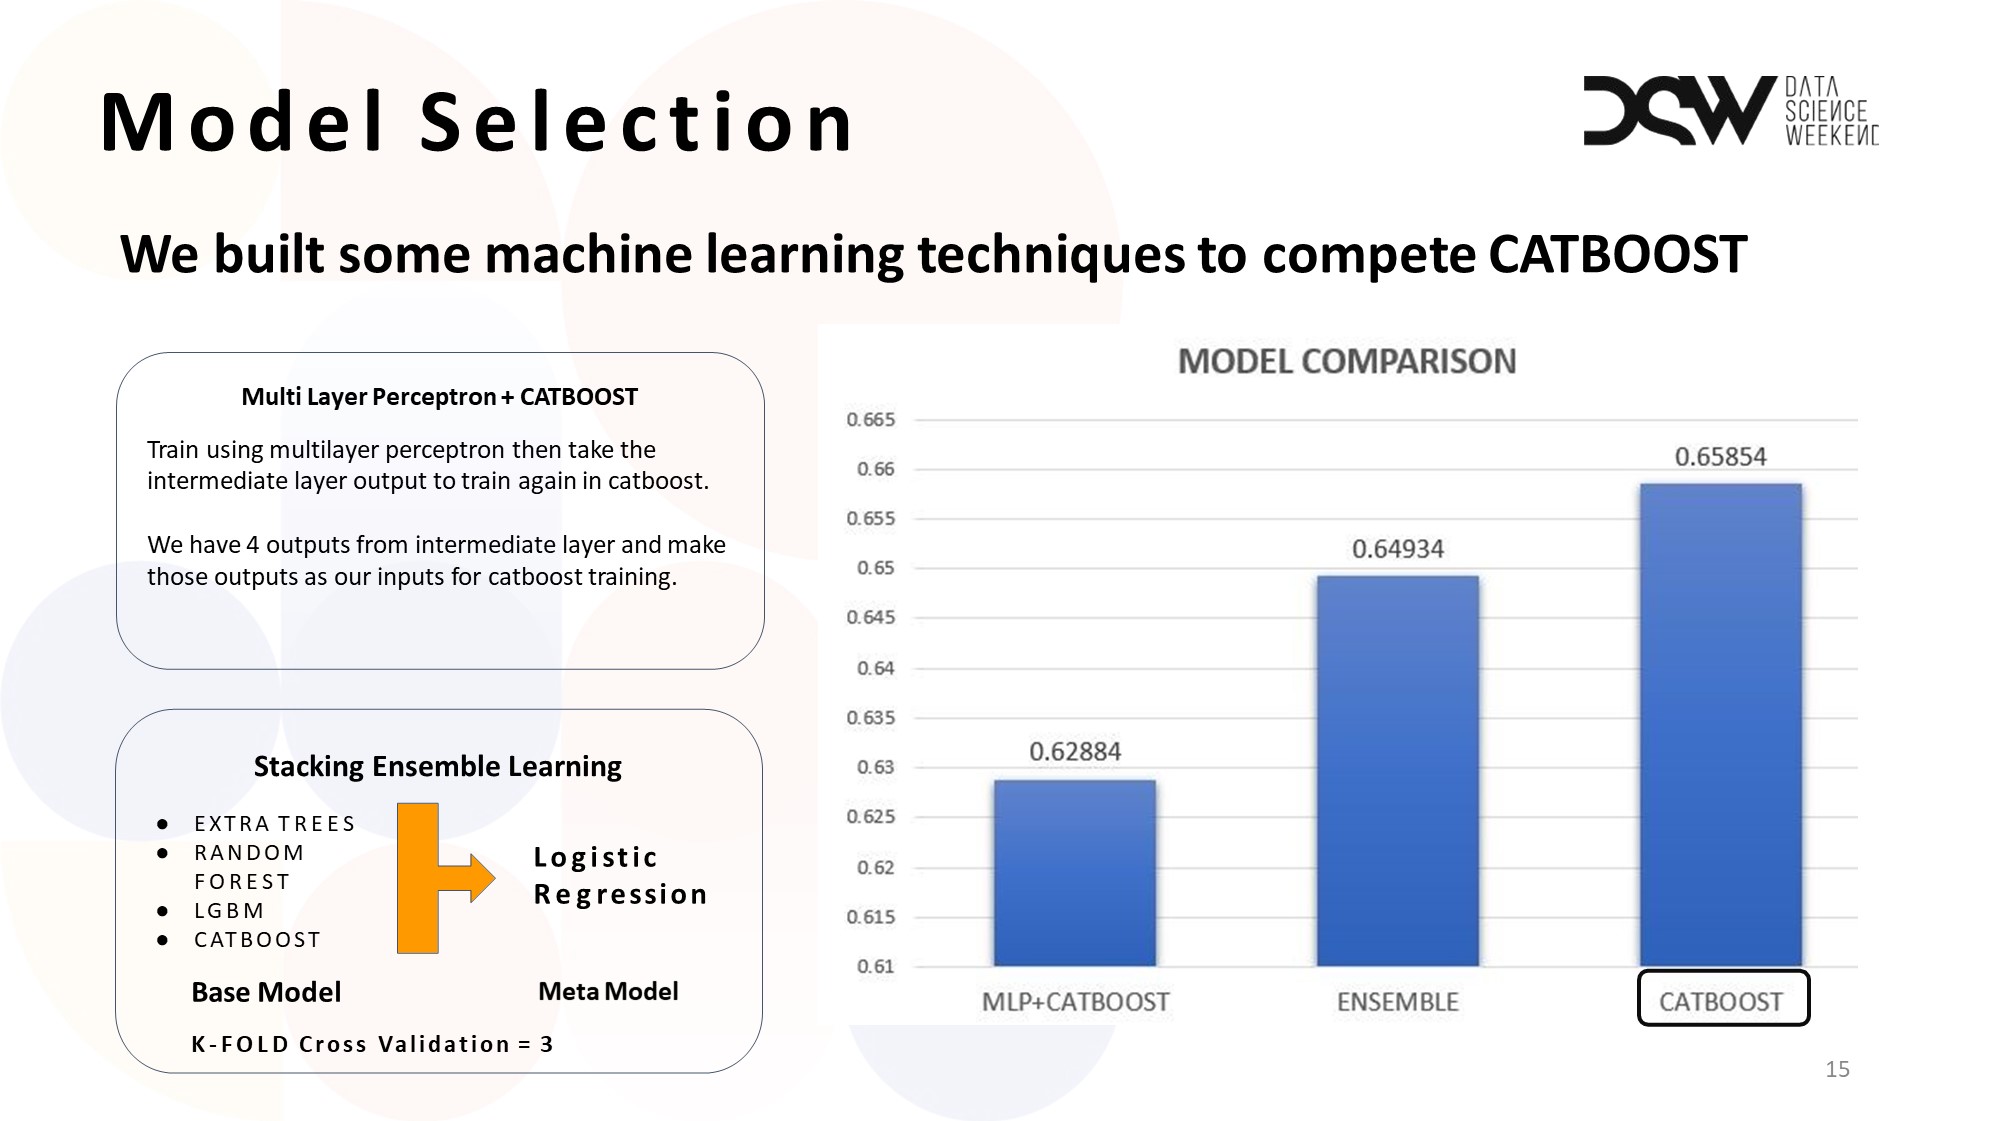 Model Selection
DSW
DATA
SCIENCE
WEEKEND
We built some machine learning techniques to compete CATBOOST
Multi Layer Perceptron + CATBOOST
Train using multilayer perceptron then take the
intermediate layer output to train again in catboost.
We have 4 outputs from intermediate layer and make
those outputs as our inputs for catboost training.
Stacking Ensemble Learning
● EXTRA TREES
● RANDOM
FOREST
● LGBM
● CATBOOST
Logistic
Regression
Base Model
Meta Model
K-FOLD Cross Validation = 3
MODEL COMPARISON
0.665
0.66
0.655
0.65
0.645
0.64
0.635
0.63
0.625
0.62
0.615
0.61
0.62884
0.64934
0.65854
MLP+CATBOOST
ENSEMBLE
CATBOOST
15